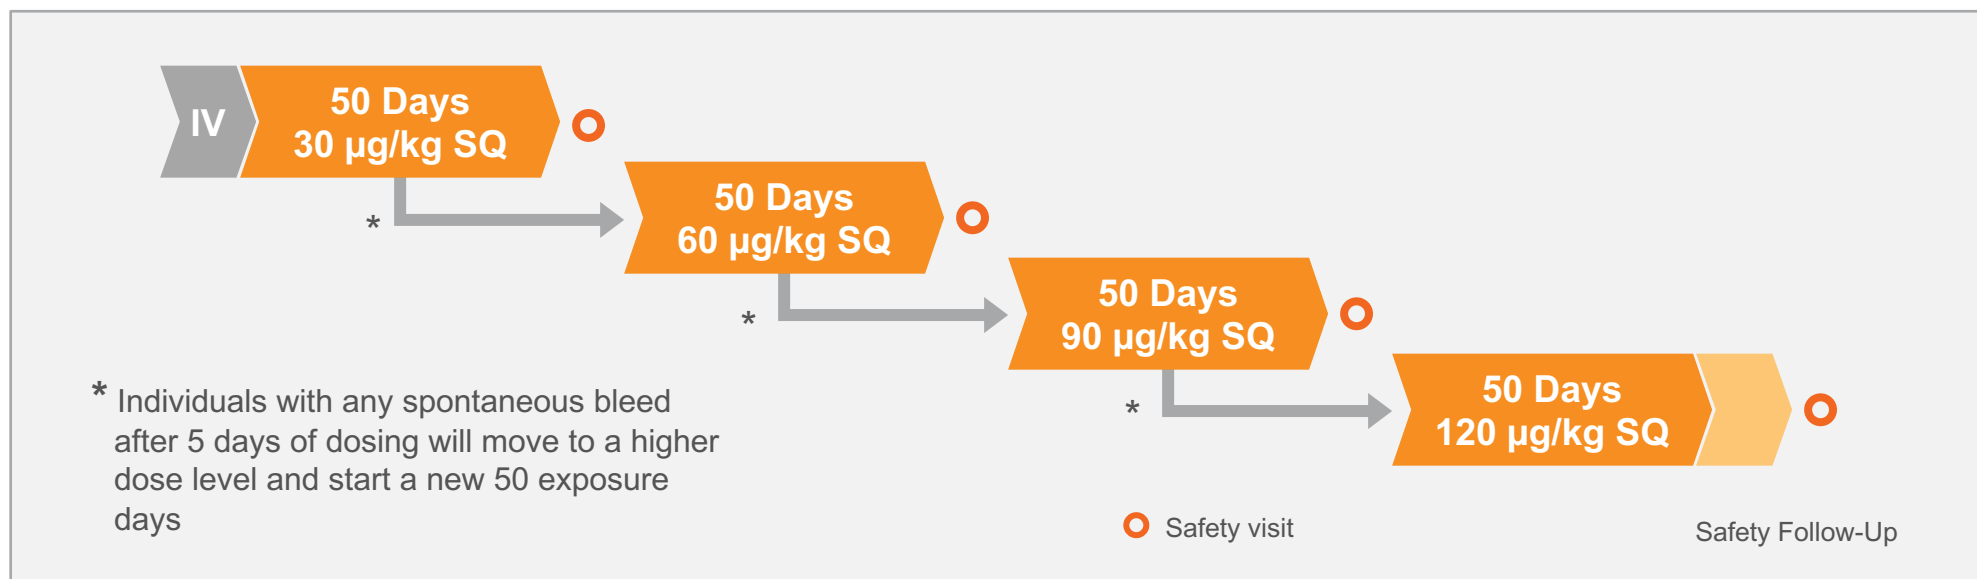 IV
50 Days
30 µg/kg SQ
*
50 Days
60 µg/kg SQ
*
50 Days
90 µg/kg SQ
*
50 Days
120 µg/kg SQ
* Individuals with any spontaneous bleed
after 5 days of dosing will move to a higher
dose level and start a new 50 exposure
days
Safety visit
Safety Follow-Up